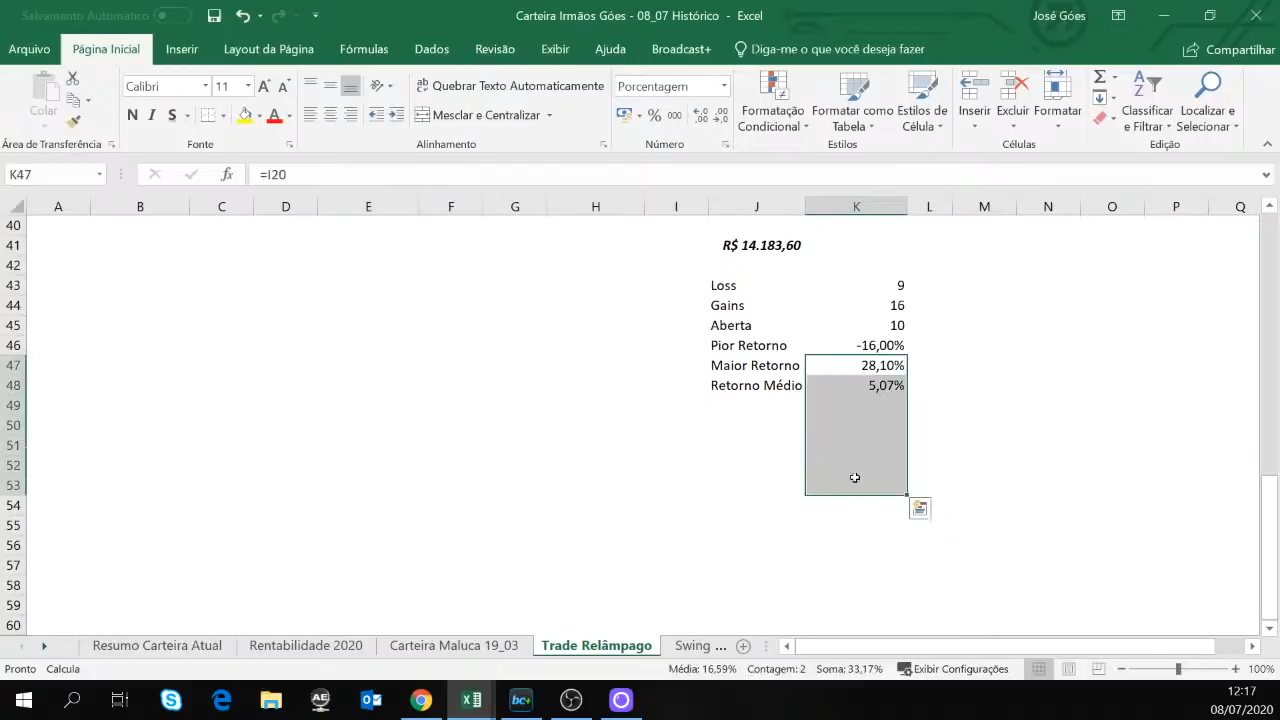 Salvamento Automático
Carteira Irmãos Góes - 08_07 Histórico - Excel
José Góes
Arquivo Página Inicial Inserir Layout da Página Fórmulas Dados Revisão Exibir Ajuda Broadcast+ Diga-me o que você deseja fazer Compartilhar
Colar
Calibri 11
N I S
Quebrar Texto Automaticamente
Mesclar e Centralizar
Porcentagem
% 000
Formatação Condicional
Formatar como Tabela
Estilos de Célula
Inserir Excluir Formatar
Classificar e Filtrar
Localizar e Selecionar
Área de Transferência Fonte Alinhamento Número Estilos Células Edição
K47 fx =I20
A B C D E F G H I J K L M N O P Q
40
41 R$ 14.183,60
42
43 Loss 9
44 Gains 16
45 Aberta 10
46 Pior Retorno -16,00%
47 Maior Retorno 28,10%
48 Retorno Médio 5,07%
49
50
51
52
53
54
55
56
57
58
59
60
Resumo Carteira Atual Rentabilidade 2020 Carteira Maluca 19_03 Trade Relâmpago Swing ...
Pronto Calcula Média: 16,59% Contagem: 2 Soma: 33,17% Exibir Configurações 100%
AE bc+ 12:17
08/07/2020